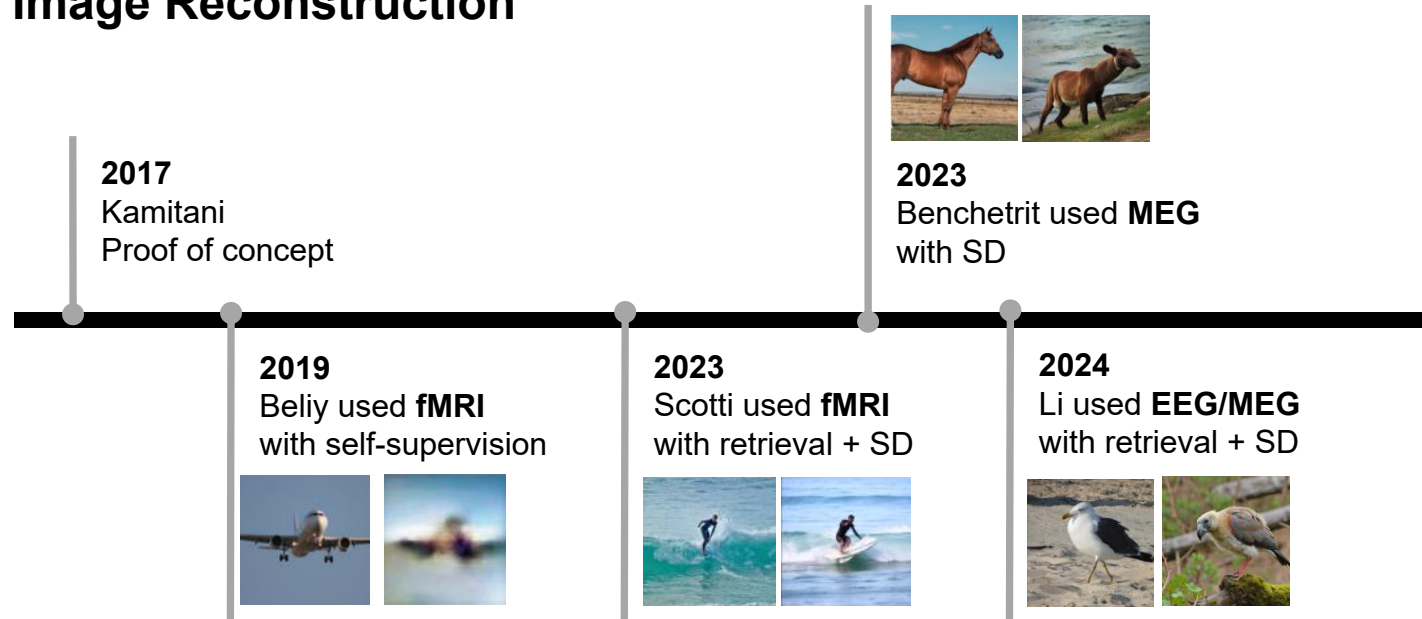 Image Reconstruction
2017
Kamitani
Proof of concept
2019
Beliy used fMRI
with self-supervision
2023
Scotti used fMRI
with retrieval + SD
2023
Benchetrit used MEG
with SD
2024
Li used EEG/MEG
with retrieval + SD